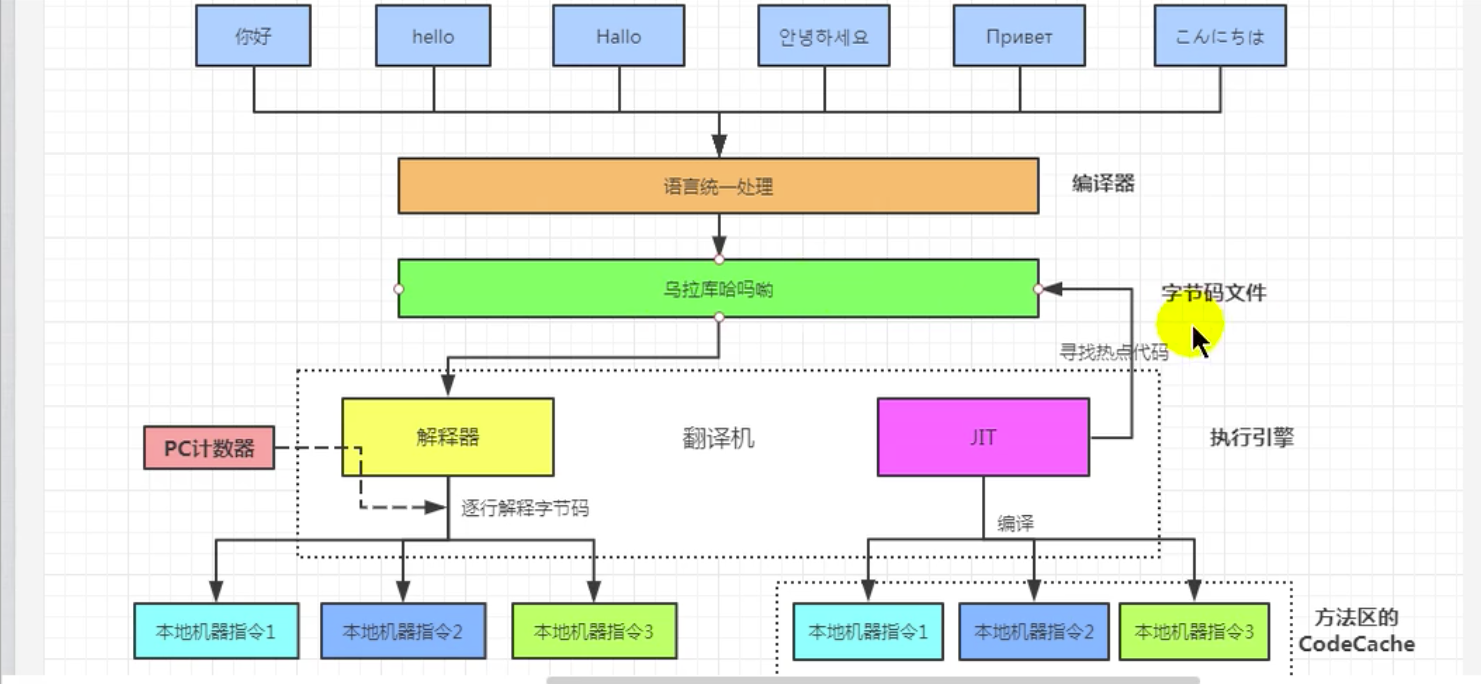 你好
hello
Hallo
안녕하세요
Привет
こんにちは
语言统一处理
编译器
乌拉库哈吗哟
字节码文件
寻找热点代码
解释器
翻译机
JIT
执行引擎
PC计数器
逐行解释字节码
编译
本地机器指令1
本地机器指令2
本地机器指令3
本地机器指令1
本地机器指令2
本地机器指令3
方法区的
CodeCache